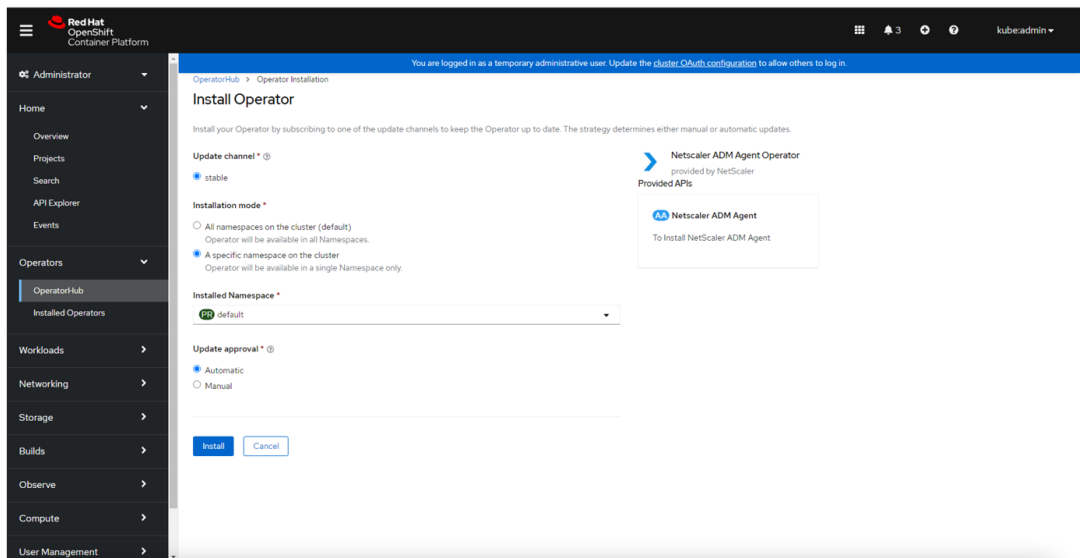 Red Hat
OpenShift
Container Platform
3
kube:admin
Administrator
Home
Overview
Projects
Search
API Explorer
Events
Operators
OperatorHub
Installed Operators
Workloads
Networking
Storage
Builds
Observe
Compute
User Management
You are logged in as a temporary administrative user. Update the cluster OAuth configuration to allow others to log in.
OperatorHub > Operator Installation
Install Operator
Install your Operator by subscribing to one of the update channels to keep the Operator up to date. The strategy determines either manual or automatic updates.
Update channel *
stable
Installation mode *
All namespaces on the cluster (default)
Operator will be available in all Namespaces.
A specific namespace on the cluster
Operator will be available in a single Namespace only.
Installed Namespace *
PR default
Update approval *
Automatic
Manual
Install Cancel
Netscaler ADM Agent Operator
provided by NetScaler
Provided APIs
AA Netscaler ADM Agent
To Install NetScaler ADM Agent